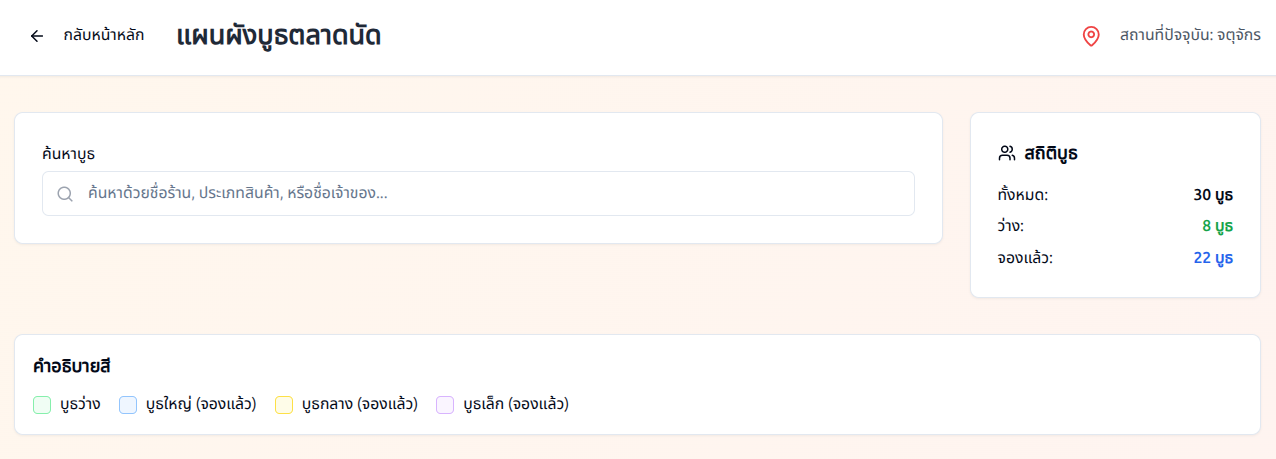 กลับหน้าหลัก
แผนผังบูธตลาดนัด
สถานที่ปัจจุบัน: จตุจักร
ค้นหาบูธ
ค้นหาด้วยชื่อร้าน, ประเภทสินค้า, หรือชื่อเจ้าของ...
สถิติบูธ
ทั้งหมด: 30 บูธ
ว่าง: 8 บูธ
จองแล้ว: 22 บูธ
คำอธิบายสี
บูธว่าง บูธใหญ่ (จองแล้ว) บูธกลาง (จองแล้ว) บูธเล็ก (จองแล้ว)